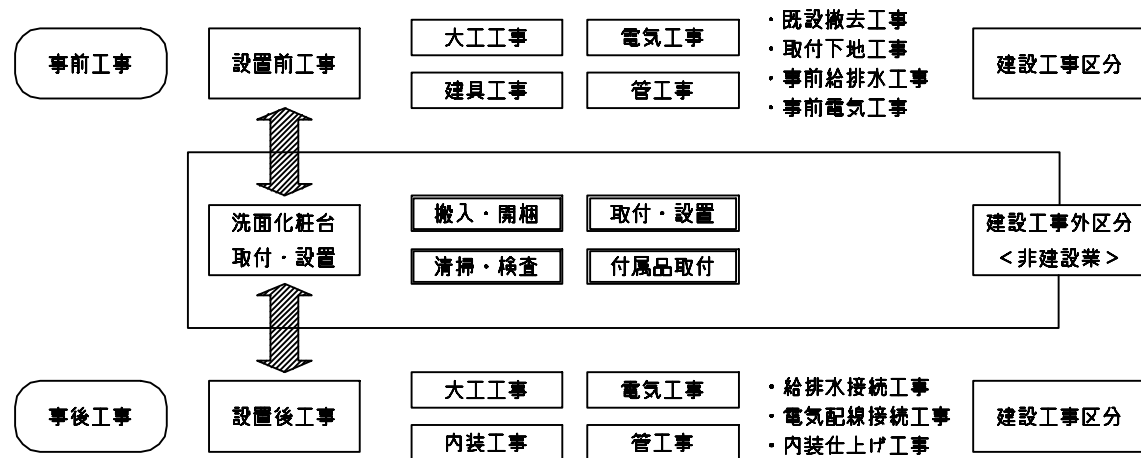 事前工事
設置前工事
大工工事
電気工事
建具工事
管工事
・既設撤去工事
・取付下地工事
・事前給排水工事
・事前電気工事
建設工事区分
洗面化粧台
取付・設置
搬入・開梱
取付・設置
清掃・検査
付属品取付
建設工事外区分
<非建設業>
事後工事
設置後工事
大工工事
電気工事
内装工事
管工事
・給排水接続工事
・電気配線接続工事
・内装仕上げ工事
建設工事区分